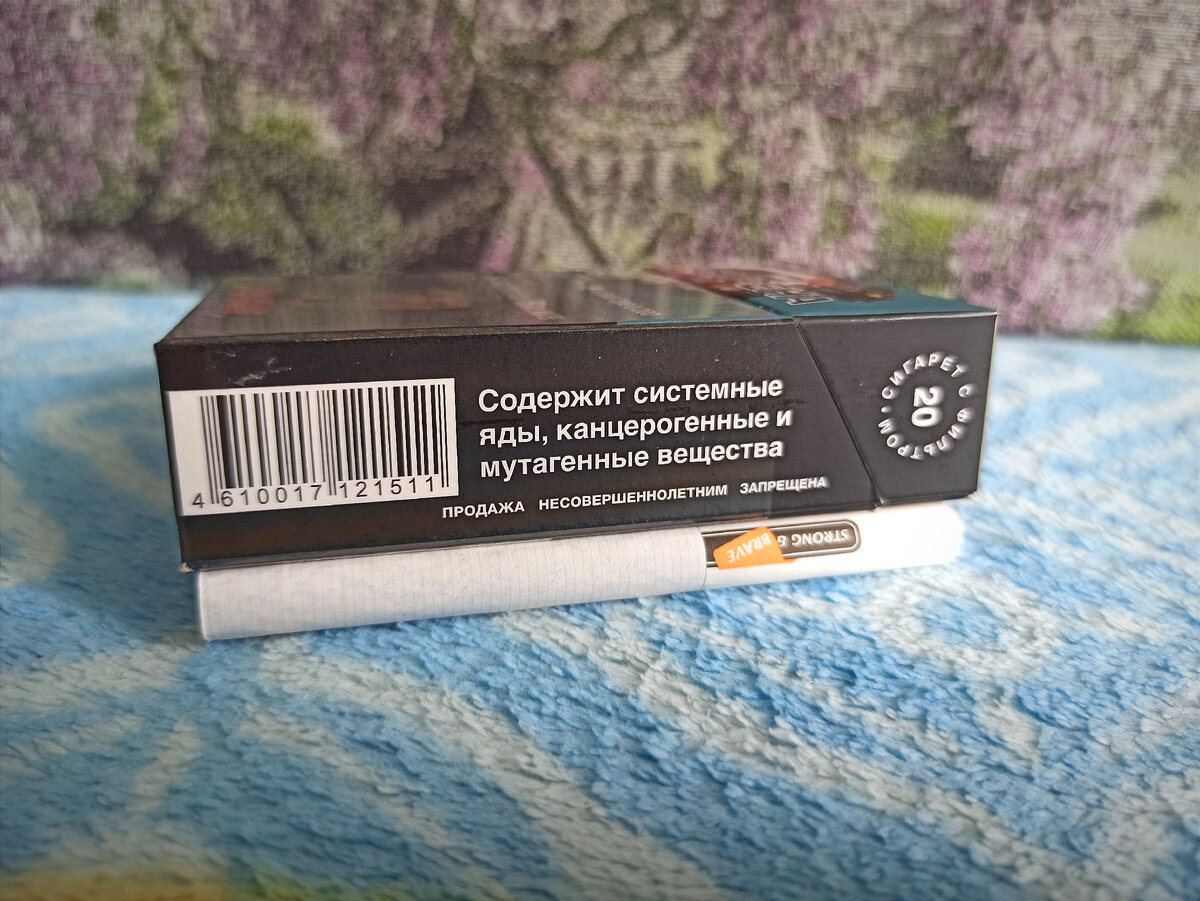 Содержит системные
яды, канцерогенные и
мутагенные вещества
ПРОДАЖА НЕСОВЕРШЕННОЛЕТНИМ ЗАПРЕЩЕНА
4 610017 121511
СИГАРЕТ С ФИЛЬТРОМ
20
STRONG &
BRAVE